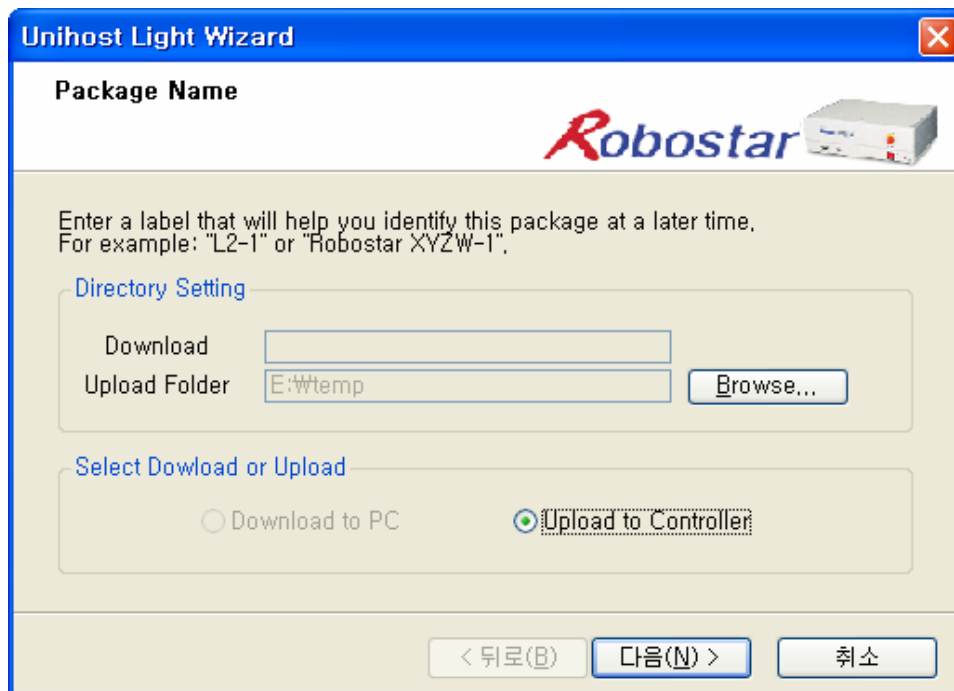 Unihost Light Wizard
Package Name
Robostar
Enter a label that will help you identify this package at a later time,
For example: "L2-1" or "Robostar XYZW-1",
Directory Setting
Download
Upload Folder E:₩temp Browse...
Select Dowload or Upload
Download to PC Upload to Controller
< 뒤로(B) 다음(N) > 취소